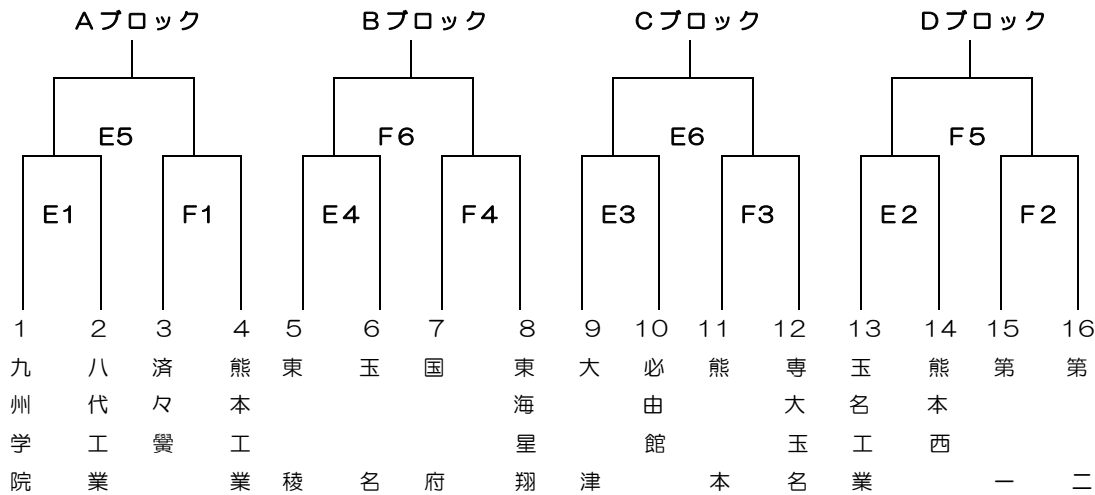 Aブロック Bブロック Cブロック Dブロック
E5 F6 E6 F5
E1 F1 E4 F4 E3 F3 E2 F2
1 2 3 4 5 6 7 8 9 10 11 12 13 14 15 16
九州学院
八代工業
済々黌
熊本工業
東稜
玉名
国府
東海星翔
大津
必由館
熊本
専大玉名
玉名工業
熊本西
第一
第二